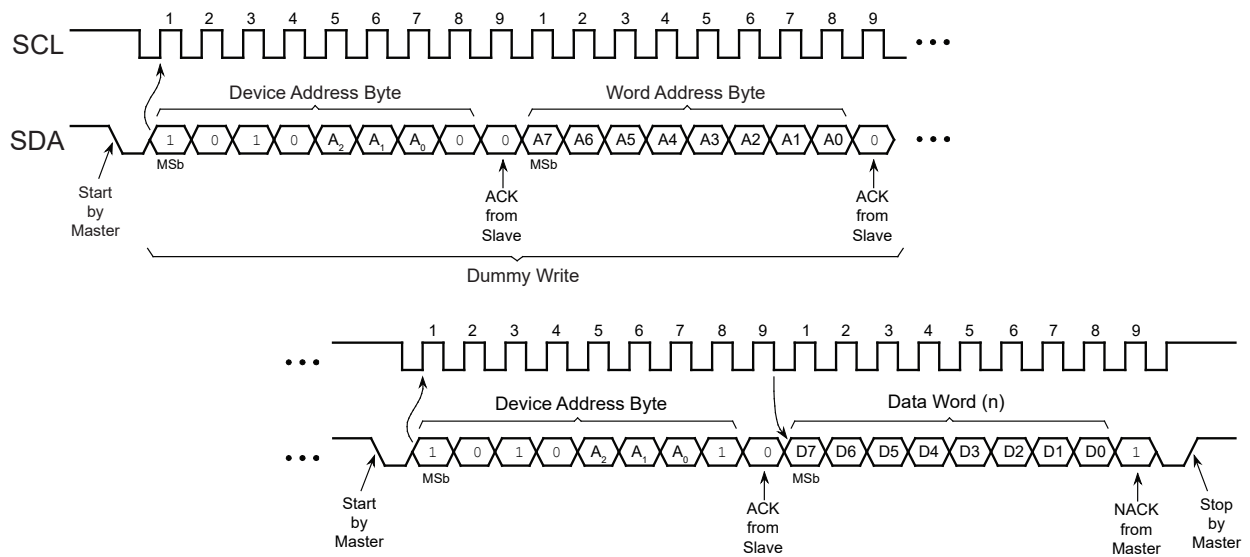 1 2 3 4 5 6 7 8 9 1 2 3 4 5 6 7 8 9
SCL
Device Address Byte Word Address Byte
SDA 1 0 1 0 A2 A1 A0 0 0 A7 A6 A5 A4 A3 A2 A1 A0 0
MSb MSb
Start
by
Master
ACK
from
Slave
ACK
from
Slave
Dummy Write
1 2 3 4 5 6 7 8 9 1 2 3 4 5 6 7 8 9
Device Address Byte Data Word (n)
1 0 1 0 A2 A1 A0 1 0 D7 D6 D5 D4 D3 D2 D1 D0 1
MSb MSb
Start
by
Master
ACK
from
Slave
NACK
from
Master
Stop
by
Master